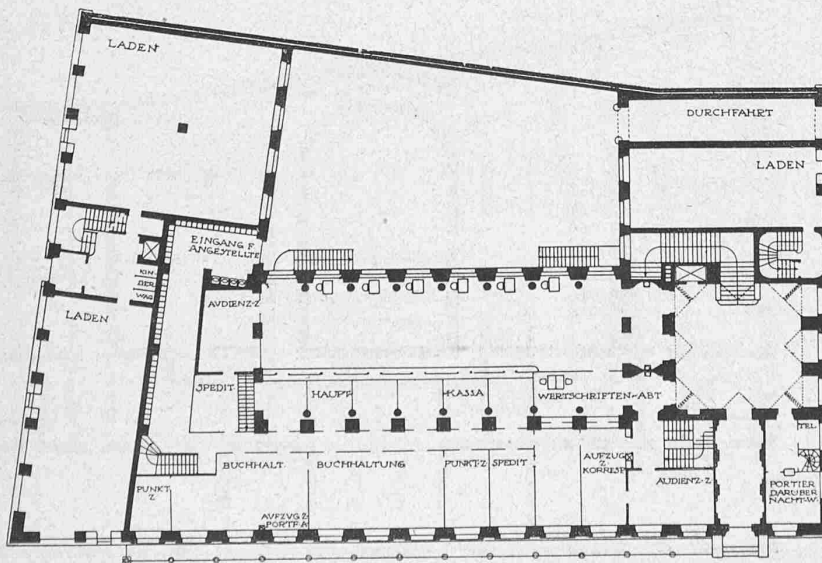 LADEN
DURCHFAHRT
LADEN
EINGANG F.
ANGESTELLTE
KIN
DER
WAG
AUDIENZ-Z
LADEN
SPEDIT
HAUPT
KASSA
WERTSCHRIFTEN-ABT
TEL
BUCHHALT
BUCHHALTUNG
PUNKT-Z
SPEDIT
AUFZUG
Z.
KORRESP
AUDIENZ-Z
PORTIER
DARUBER
NACHT-W.
PUNKT
Z
AUFZUG Z
PORTF A